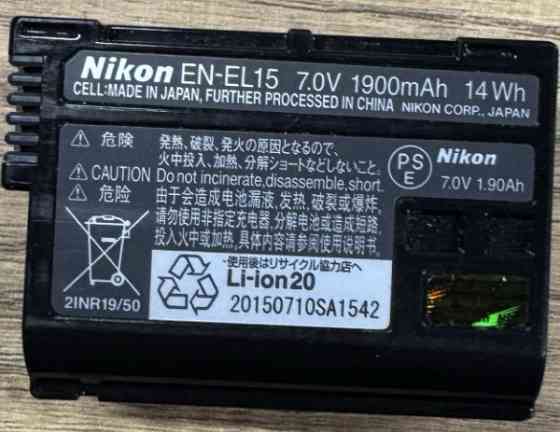 Nikon EN-EL15 7.0V 1900mAh 14Wh
CELL:MADE IN JAPAN, FURTHER PROCESSED IN CHINA NIKON CORP., JAPAN
危険
発熱、破裂、発火の原因となるので、
火中投入、加熱、分解ショートなどしないこと。
CAUTION Do not incinerate,disassemble,short.
危险
由于会造成电池漏液、发热、破裂或爆炸,
请勿使用非指定充电器,分解电池或造成短路,
投入火中或加热,具体内容请参阅使用说明书。
PS
E
Nikon
7.0V 1.90Ah
2INR19/50
使用後はリサイクル協力店へ
Li-ion20
20150710SA1542